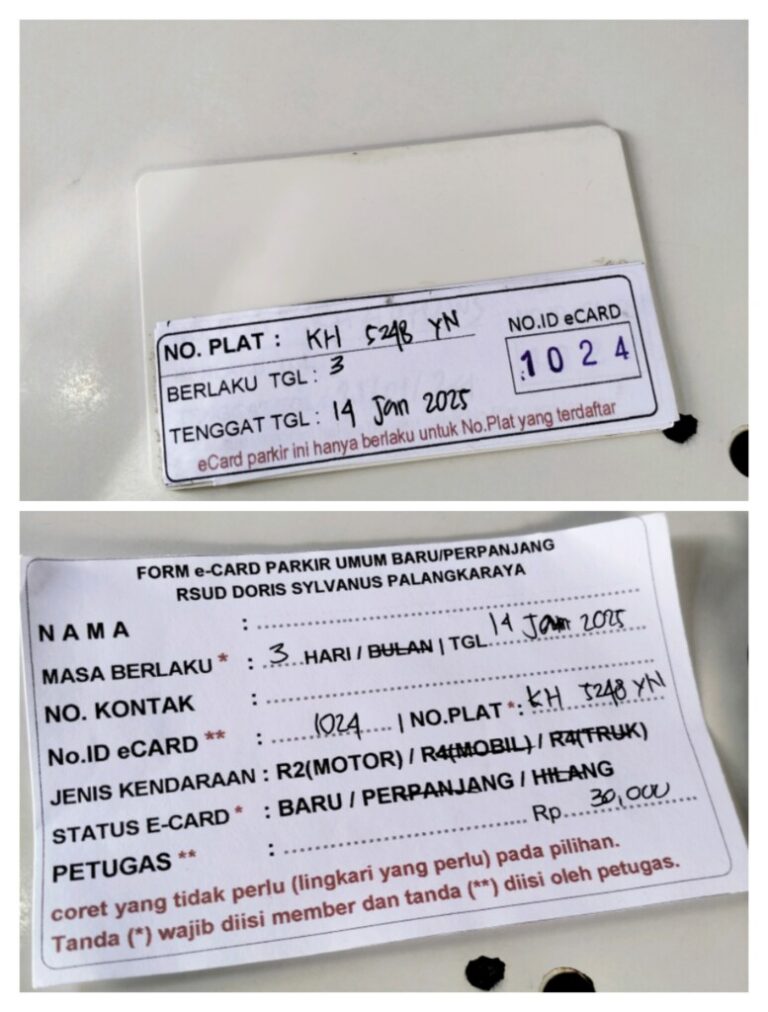 NO. PLAT : KH 5248 YN
BERLAKU TGL : 3
TENGGAT TGL : 14 Jan 2025
NO.ID eCARD
1024
eCard parkir ini hanya berlaku untuk No.Plat yang terdaftar
FORM e-CARD PARKIR UMUM BARU/PERPANJANG
RSUD DORIS SYLVANUS PALANGKARAYA
NAMA :
MASA BERLAKU * : 3 HARI / BULAN | TGL 14 Jan 2025
NO. KONTAK :
No.ID eCARD ** : 1024 | NO.PLAT *: KH 5248 YN
JENIS KENDARAAN : R2(MOTOR) / R4(MOBIL) / R4(TRUK)
STATUS E-CARD * : BARU / PERPANJANG / HILANG
PETUGAS ** : Rp 30,000
coret yang tidak perlu (lingkari yang perlu) pada pilihan.
Tanda (*) wajib diisi member dan tanda (**) diisi oleh petugas.